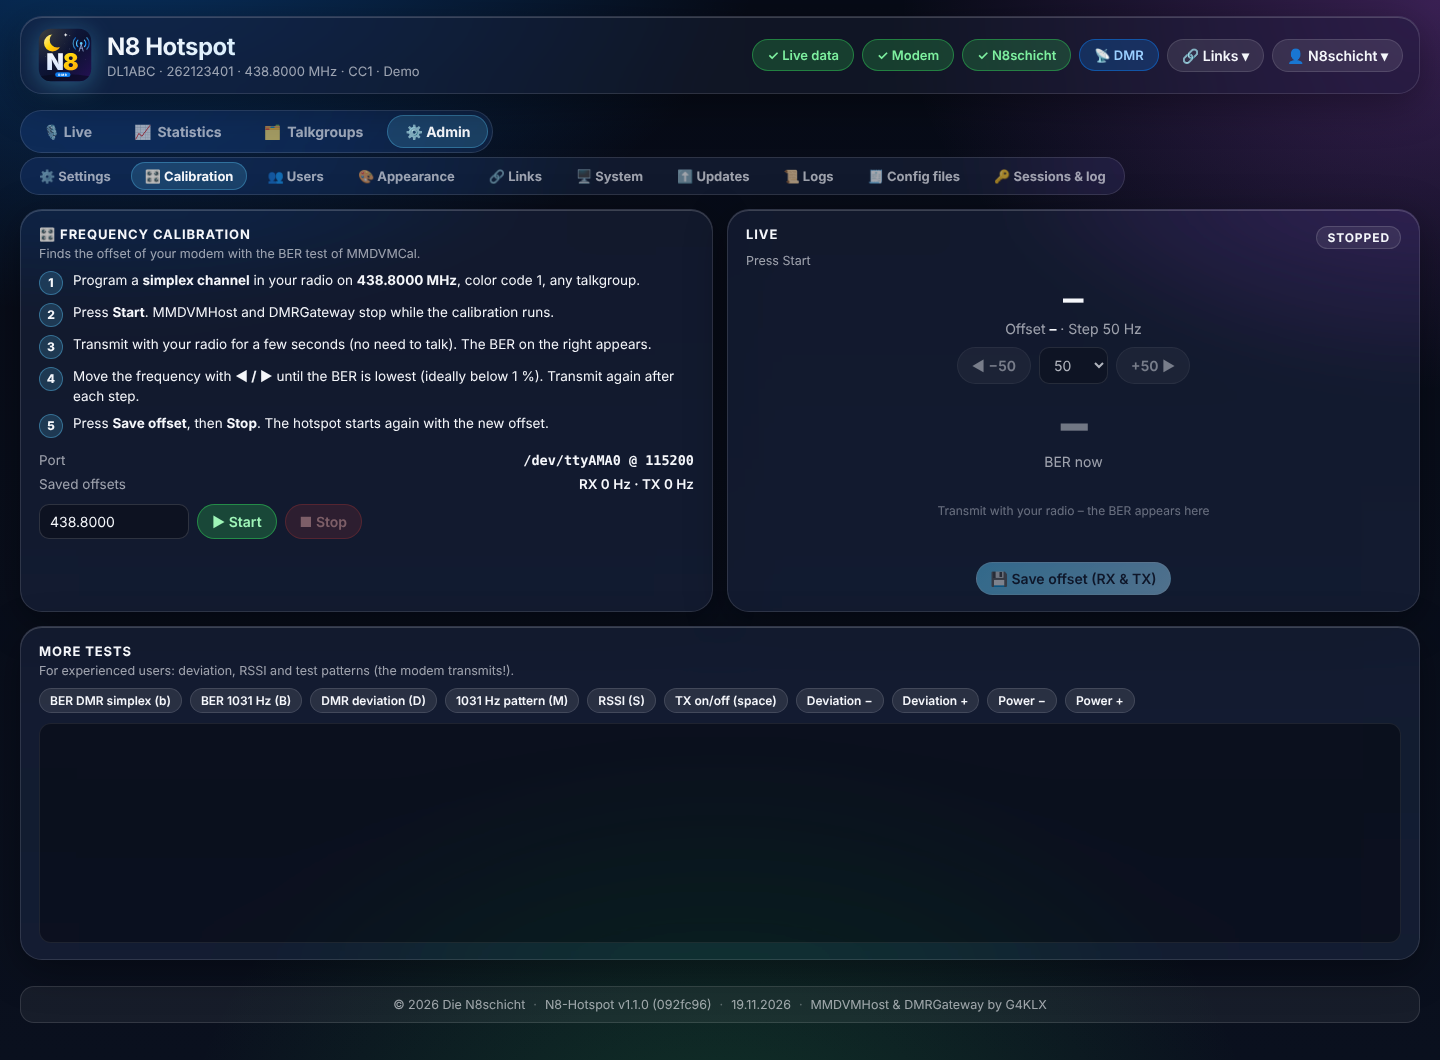 N8
N8 Hotspot
DL1ABC · 262123401 · 438.8000 MHz · CC1 · Demo
✓ Live data
✓ Modem
✓ N8schicht
DMR
Links ▾
N8schicht ▾
Live
Statistics
Talkgroups
Admin
Settings
Calibration
Users
Appearance
Links
System
Updates
Logs
Config files
Sessions & log
FREQUENCY CALIBRATION
Finds the offset of your modem with the BER test of MMDVMCal.
1 Program a simplex channel in your radio on 438.8000 MHz, color code 1, any talkgroup.
2 Press Start. MMDVMHost and DMRGateway stop while the calibration runs.
3 Transmit with your radio for a few seconds (no need to talk). The BER on the right appears.
4 Move the frequency with ◀ / ▶ until the BER is lowest (ideally below 1 %). Transmit again after
each step.
5 Press Save offset, then Stop. The hotspot starts again with the new offset.
Port /dev/ttyAMA0 @ 115200
Saved offsets RX 0 Hz · TX 0 Hz
438.8000 ▶ Start ■ Stop
LIVE STOPPED
Press Start
–
Offset – · Step 50 Hz
◀ −50 50 +50 ▶
—
BER now
Transmit with your radio – the BER appears here
Save offset (RX & TX)
MORE TESTS
For experienced users: deviation, RSSI and test patterns (the modem transmits!).
BER DMR simplex (b)
BER 1031 Hz (B)
DMR deviation (D)
1031 Hz pattern (M)
RSSI (S)
TX on/off (space)
Deviation −
Deviation +
Power −
Power +
© 2026 Die N8schicht · N8-Hotspot v1.1.0 (092fc96) · 19.11.2026 · MMDVMHost & DMRGateway by G4KLX